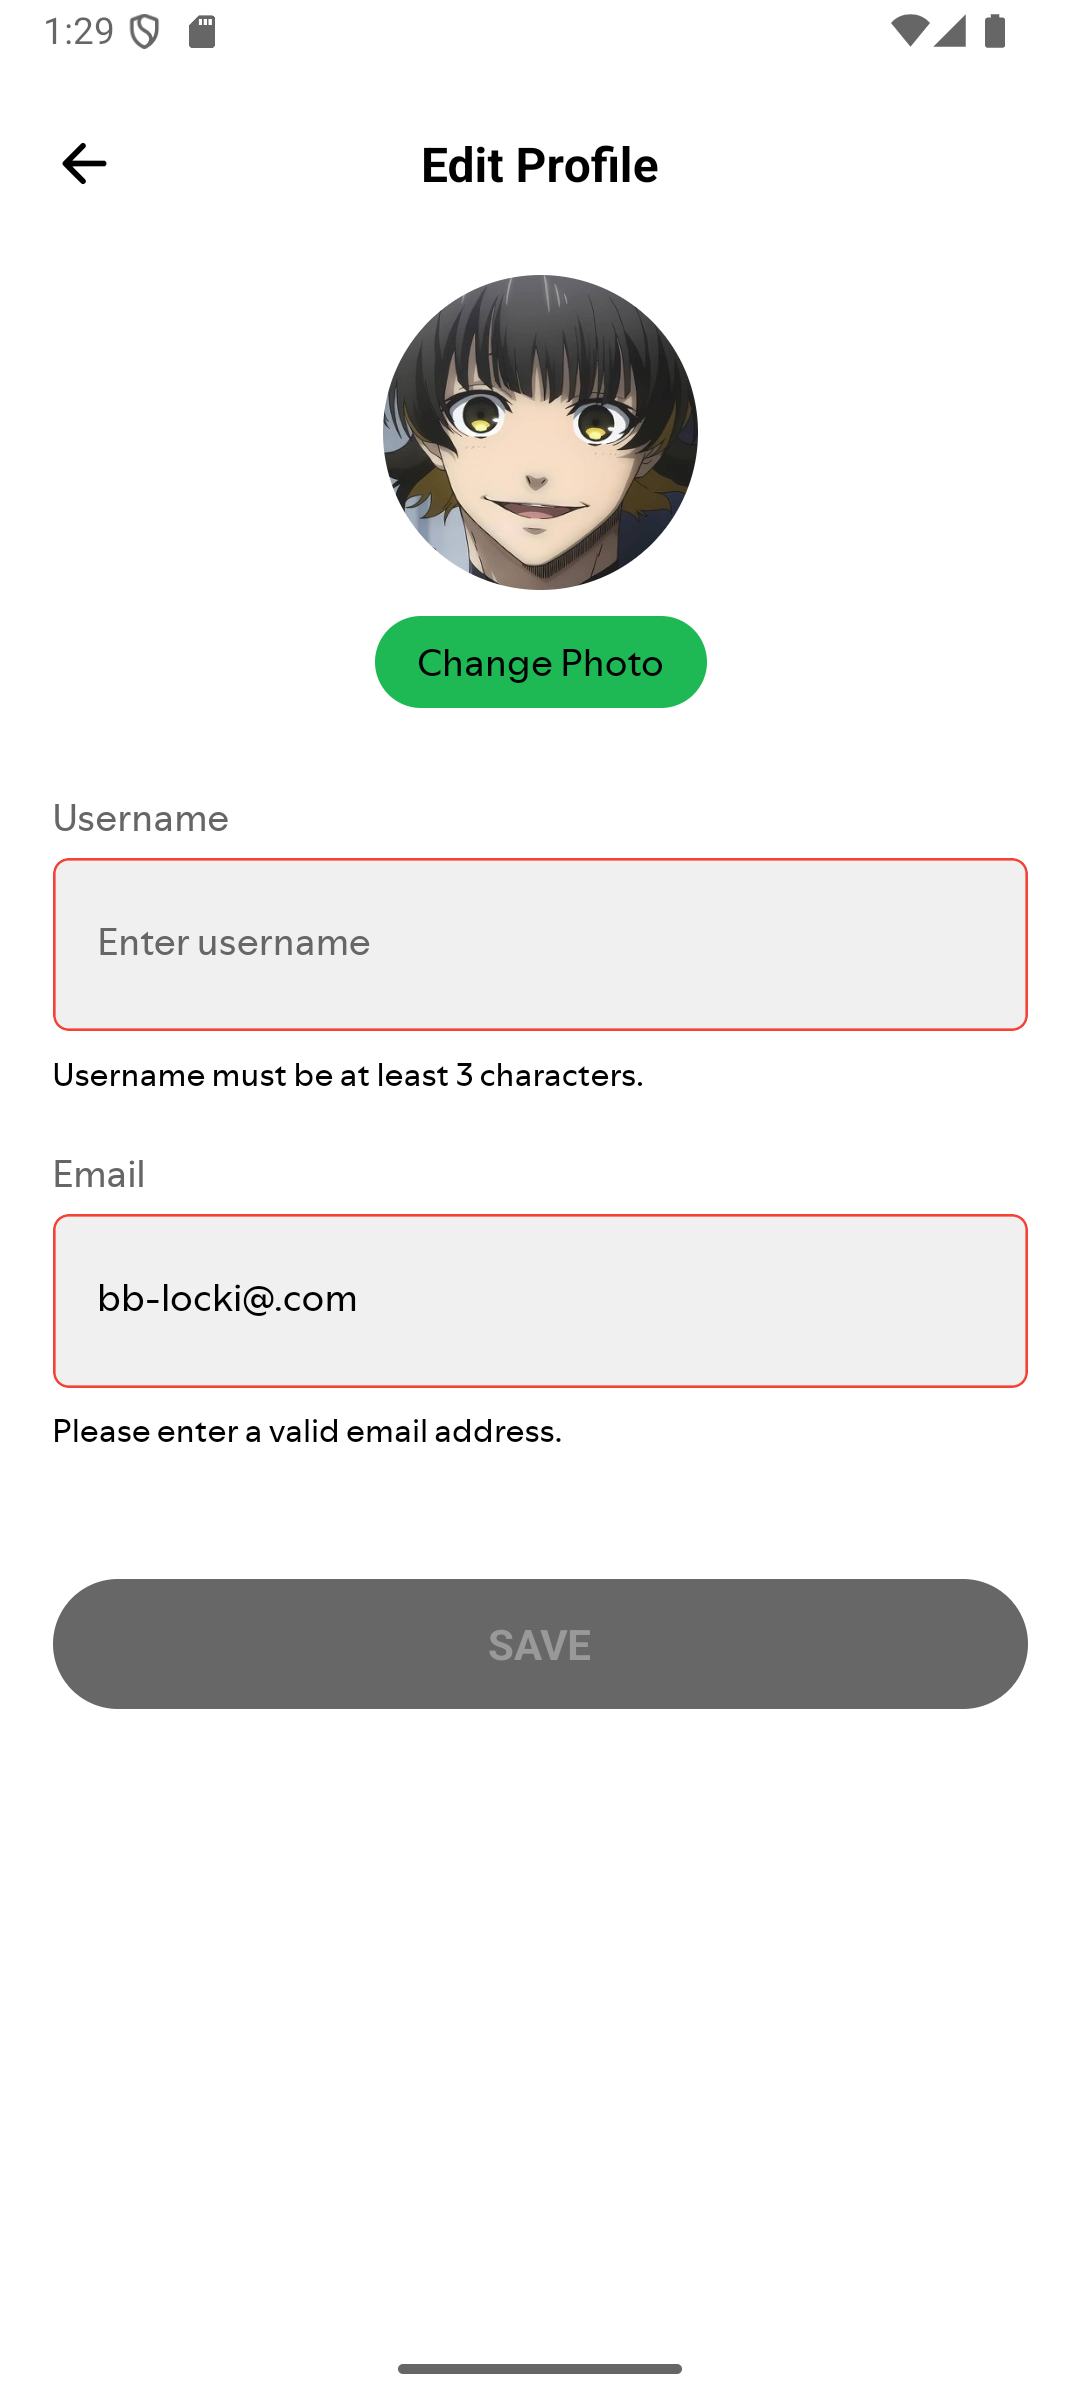 1:29
Edit Profile
Change Photo
Username
Enter username
Username must be at least 3 characters.
Email
bb-locki@.com
Please enter a valid email address.
SAVE